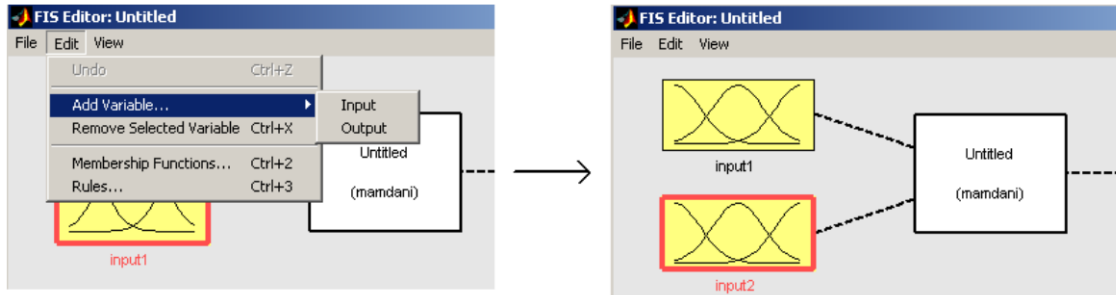 FIS Editor: Untitled
File Edit View
Undo Ctrl+Z
Add Variable...
Remove Selected Variable Ctrl+X
Membership Functions... Ctrl+2
Rules... Ctrl+3
Input
Output
Untitled
(mamdani)
input1
FIS Editor: Untitled
File Edit View
input1
input2
Untitled
(mamdani)